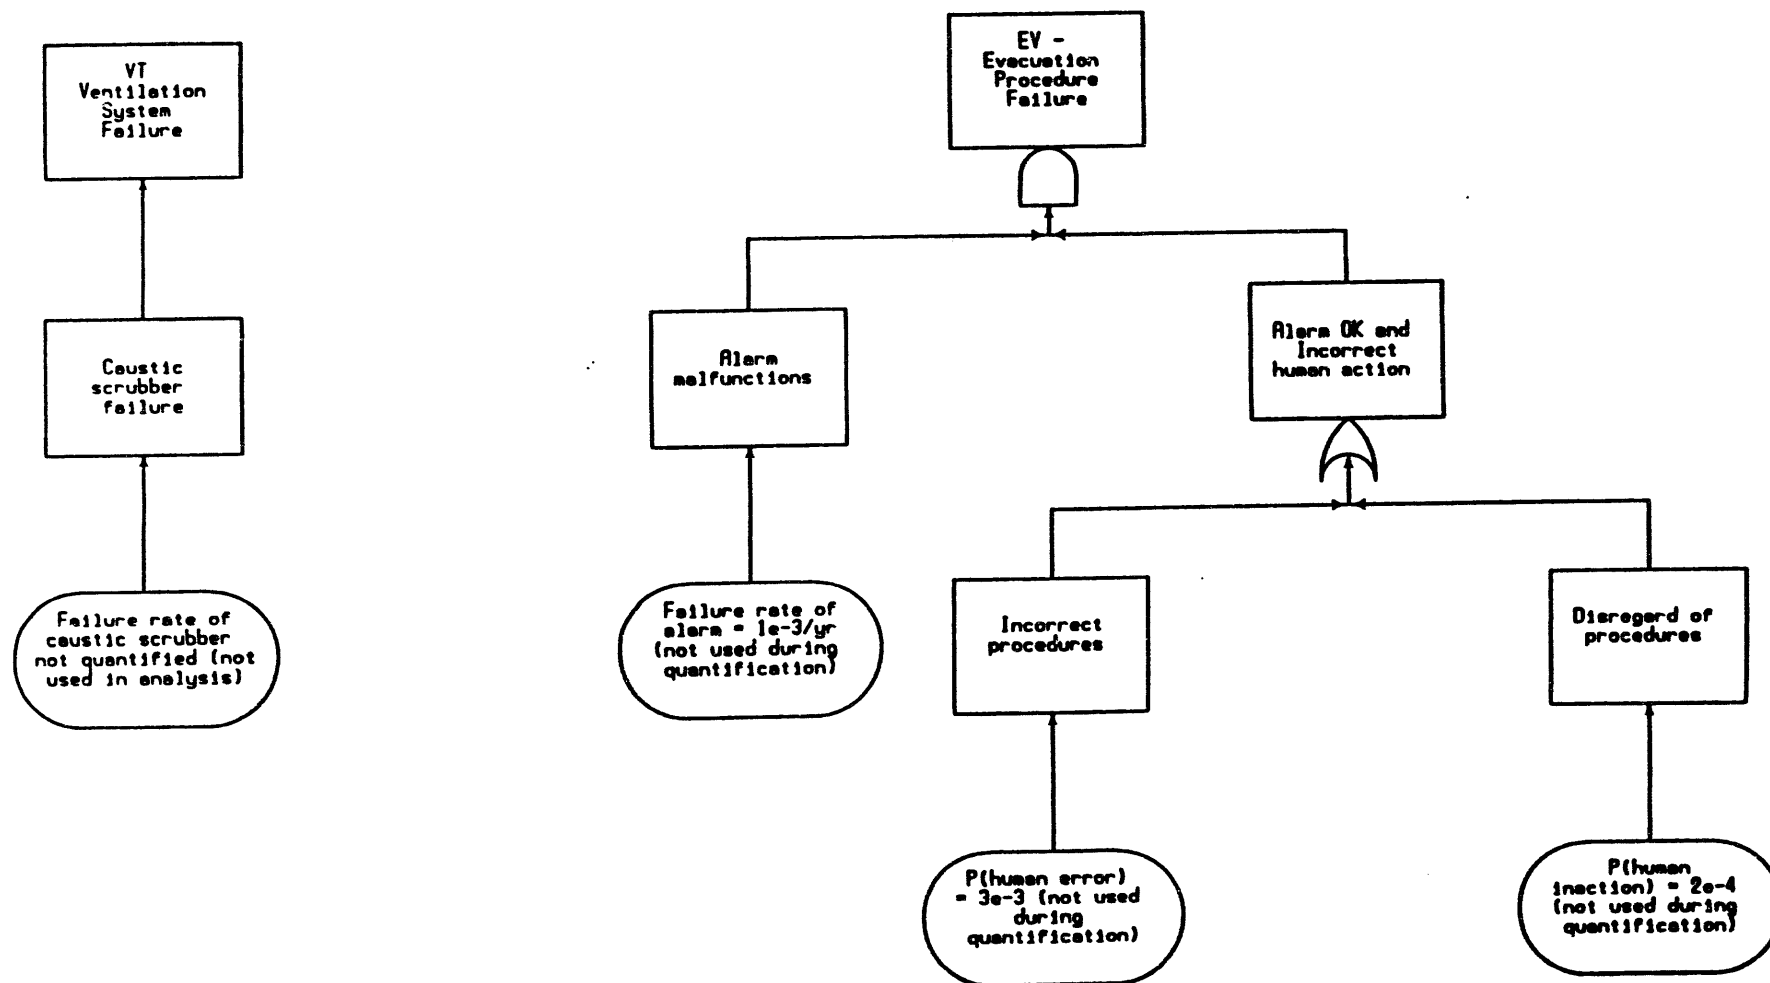 VT
Ventilation
System
Failure
EV -
Evacuation
Procedure
Failure
Caustic
scrubber
failure
Alarm
malfunctions
Alarm OK and
Incorrect
human action
Failure rate of
caustic scrubber
not quantified (not
used in analysis)
Failure rate of
alarm = 1e-3/yr
(not used during
quantification)
Incorrect
procedures
Disregard of
procedures
P(human error)
= 3e-3 (not used
during
quantification)
P(human
inaction) = 2e-4
(not used during
quantification)